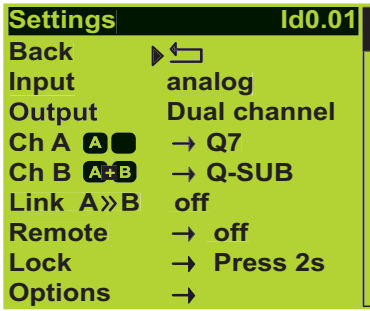 Settings Id0.01
Back
Input analog
Output Dual channel
Ch A A → Q7
Ch B A+B → Q-SUB
Link A»B off
Remote → off
Lock → Press 2s
Options →